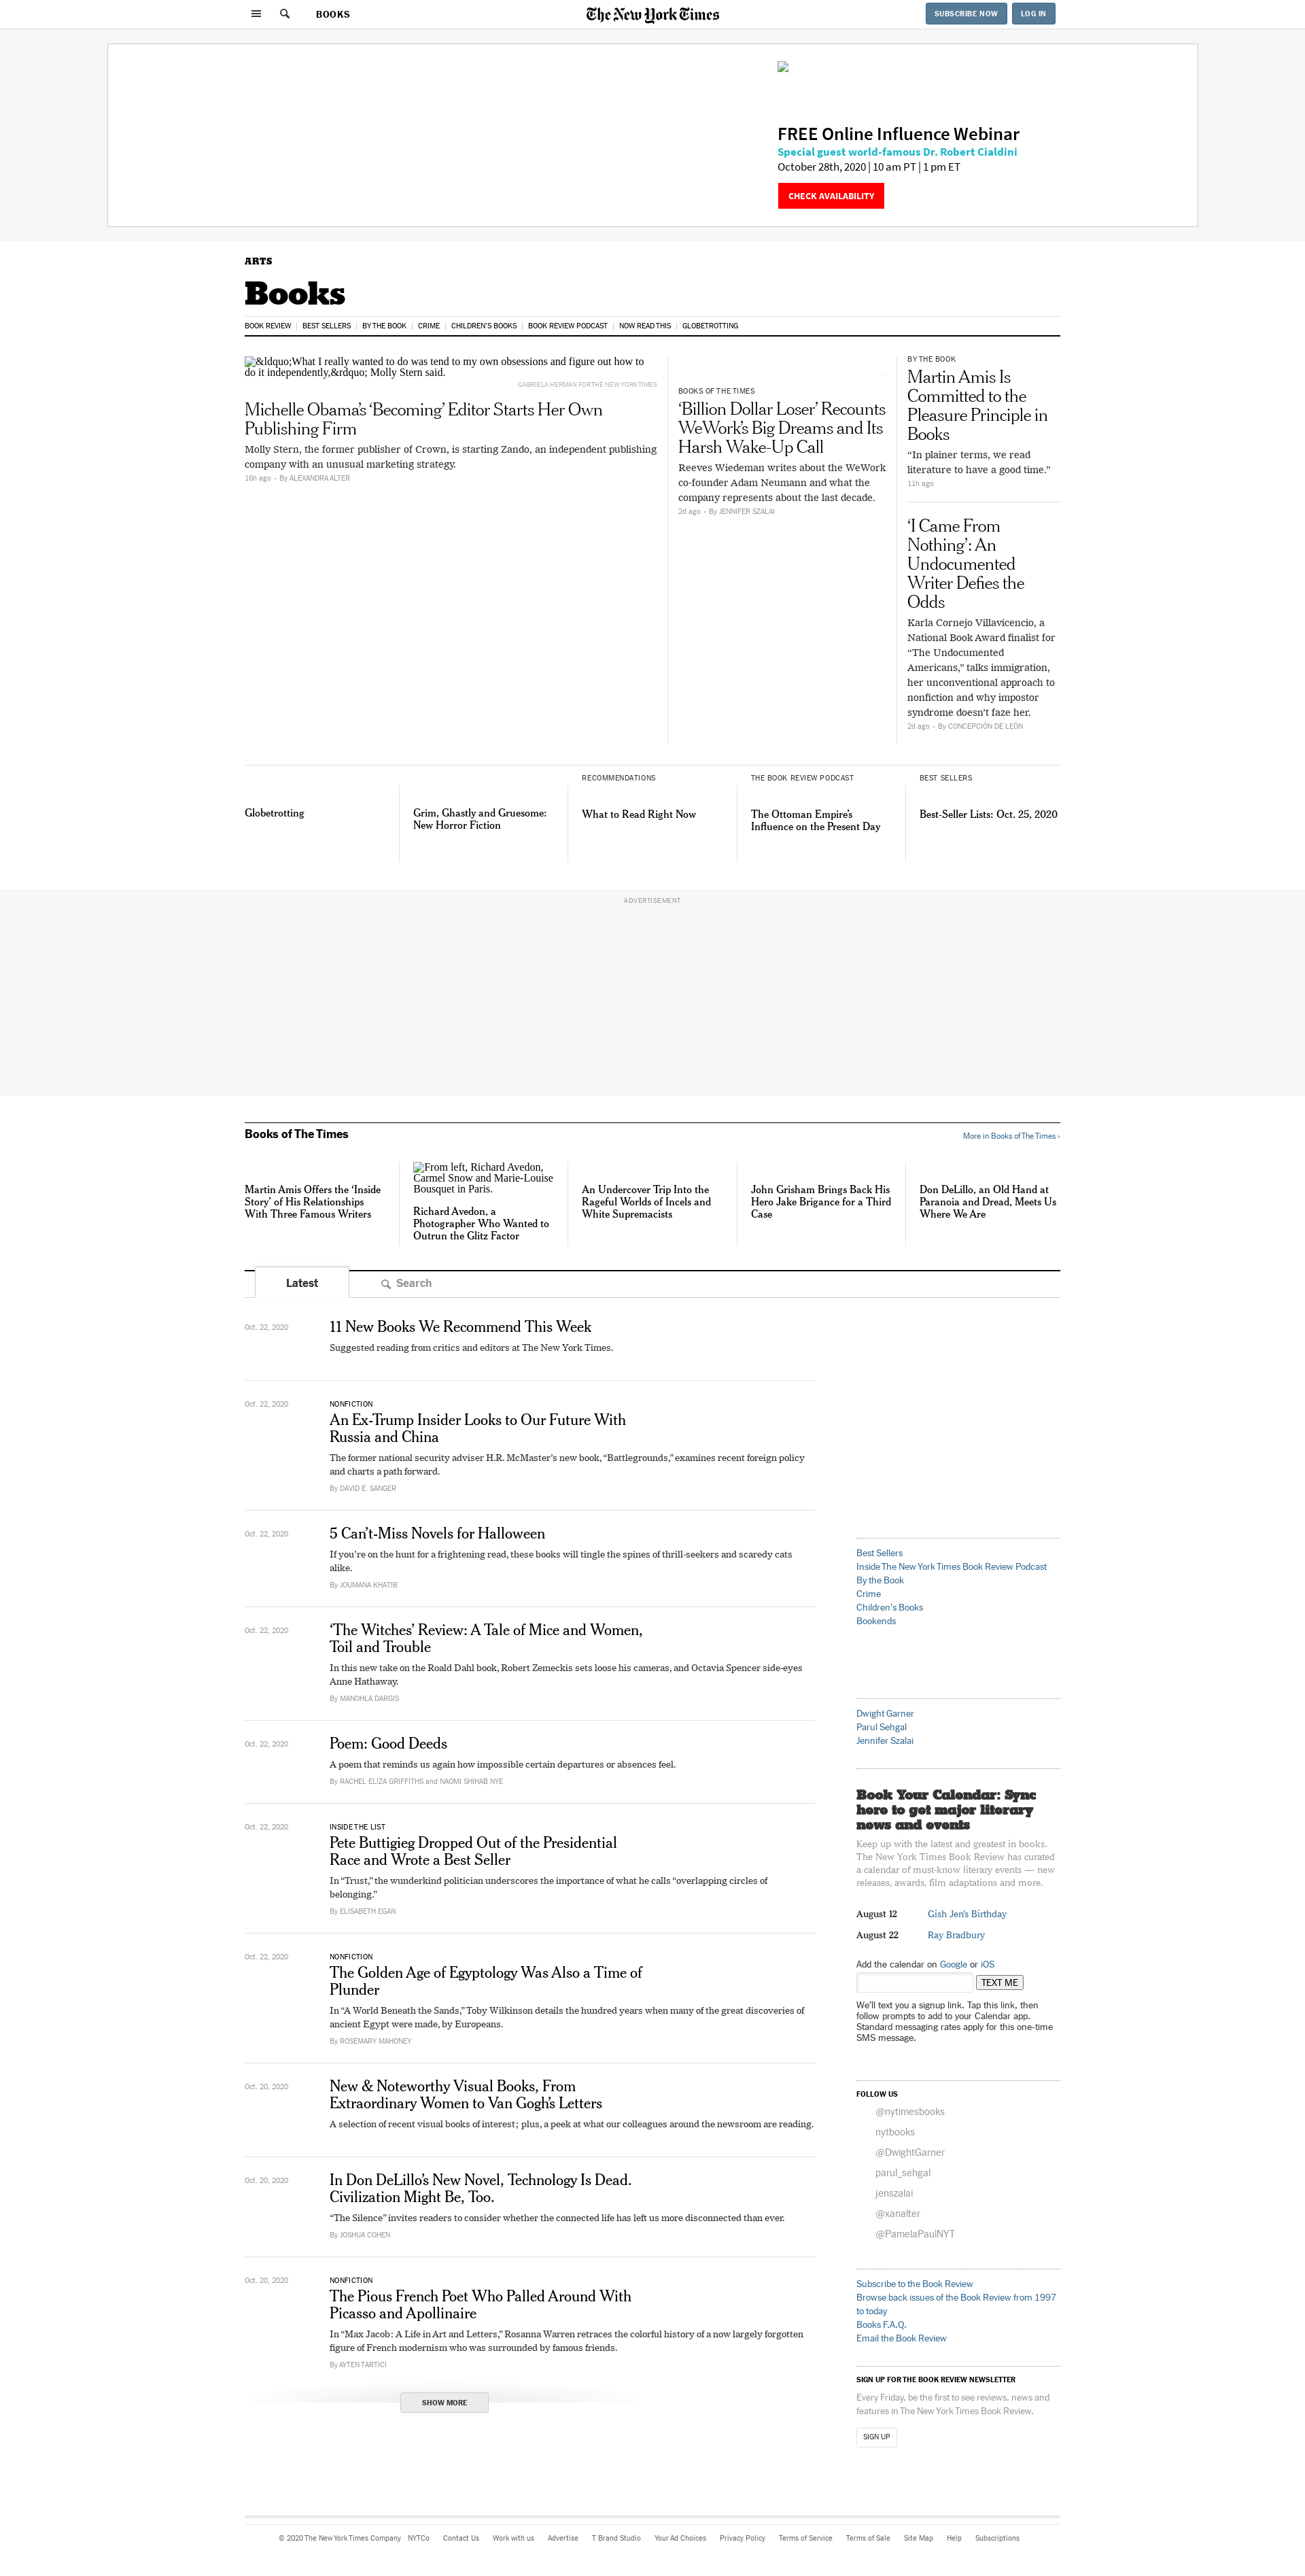 BOOKS
The New York Times
SUBSCRIBE NOW
LOG IN
FREE Online Influence Webinar
Special guest world-famous Dr. Robert Cialdini
October 28th, 2020 | 10 am PT | 1 pm ET
CHECK AVAILABILITY
ARTS
Books
BOOK REVIEW
BEST SELLERS
BY THE BOOK
CRIME
CHILDREN'S BOOKS
BOOK REVIEW PODCAST
NOW READ THIS
GLOBETROTTING
&ldquo;What I really wanted to do was tend to my own obsessions and figure out how to
do it independently,&rdquo; Molly Stern said.
GABRIELA HERMAN FOR THE NEW YORK TIMES
Michelle Obama's ‘Becoming’ Editor Starts Her Own
Publishing Firm
Molly Stern, the former publisher of Crown, is starting Zando, an independent publishing
company with an unusual marketing strategy.
16h ago • By ALEXANDRA ALTER
BOOKS OF THE TIMES
‘Billion Dollar Loser’ Recounts
WeWork's Big Dreams and Its
Harsh Wake-Up Call
Reeves Wiedeman writes about the WeWork
co-founder Adam Neumann and what the
company represents about the last decade.
2d ago • By JENNIFER SZALAI
BY THE BOOK
Martin Amis Is
Committed to the
Pleasure Principle in
Books
“In plainer terms, we read
literature to have a good time.”
11h ago
‘I Came From
Nothing’: An
Undocumented
Writer Defies the
Odds
Karla Cornejo Villavicencio, a
National Book Award finalist for
“The Undocumented
Americans,” talks immigration,
her unconventional approach to
nonfiction and why impostor
syndrome doesn't faze her.
2d ago • By CONCEPCIÓN DE LEÓN
Globetrotting
Grim, Ghastly and Gruesome:
New Horror Fiction
RECOMMENDATIONS
What to Read Right Now
THE BOOK REVIEW PODCAST
The Ottoman Empire's
Influence on the Present Day
BEST SELLERS
Best-Seller Lists: Oct. 25, 2020
ADVERTISEMENT
Books of The Times
More in Books of The Times ›
Martin Amis Offers the ‘Inside
Story’ of His Relationships
With Three Famous Writers
From left, Richard Avedon,
Carmel Snow and Marie-Louise
Bousquet in Paris.
Richard Avedon, a
Photographer Who Wanted to
Outrun the Glitz Factor
An Undercover Trip Into the
Rageful Worlds of Incels and
White Supremacists
John Grisham Brings Back His
Hero Jake Brigance for a Third
Case
Don DeLillo, an Old Hand at
Paranoia and Dread, Meets Us
Where We Are
Latest
Search
Oct. 22, 2020
11 New Books We Recommend This Week
Suggested reading from critics and editors at The New York Times.
Oct. 22, 2020
NONFICTION
An Ex-Trump Insider Looks to Our Future With
Russia and China
The former national security adviser H.R. McMaster's new book, “Battlegrounds,” examines recent foreign policy
and charts a path forward.
By DAVID E. SANGER
Oct. 22, 2020
5 Can't-Miss Novels for Halloween
If you're on the hunt for a frightening read, these books will tingle the spines of thrill-seekers and scaredy cats
alike.
By JOUMANA KHATIB
Oct. 22, 2020
‘The Witches’ Review: A Tale of Mice and Women,
Toil and Trouble
In this new take on the Roald Dahl book, Robert Zemeckis sets loose his cameras, and Octavia Spencer side-eyes
Anne Hathaway.
By MANOHLA DARGIS
Oct. 22, 2020
Poem: Good Deeds
A poem that reminds us again how impossible certain departures or absences feel.
By RACHEL ELIZA GRIFFITHS and NAOMI SHIHAB NYE
Oct. 22, 2020
INSIDE THE LIST
Pete Buttigieg Dropped Out of the Presidential
Race and Wrote a Best Seller
In “Trust,” the wunderkind politician underscores the importance of what he calls “overlapping circles of
belonging.”
By ELISABETH EGAN
Oct. 22, 2020
NONFICTION
The Golden Age of Egyptology Was Also a Time of
Plunder
In “A World Beneath the Sands,” Toby Wilkinson details the hundred years when many of the great discoveries of
ancient Egypt were made, by Europeans.
By ROSEMARY MAHONEY
Oct. 20, 2020
New & Noteworthy Visual Books, From
Extraordinary Women to Van Gogh's Letters
A selection of recent visual books of interest; plus, a peek at what our colleagues around the newsroom are reading.
Oct. 20, 2020
In Don DeLillo's New Novel, Technology Is Dead.
Civilization Might Be, Too.
“The Silence” invites readers to consider whether the connected life has left us more disconnected than ever.
By JOSHUA COHEN
Oct. 20, 2020
NONFICTION
The Pious French Poet Who Palled Around With
Picasso and Apollinaire
In “Max Jacob: A Life in Art and Letters,” Rosanna Warren retraces the colorful history of a now largely forgotten
figure of French modernism who was surrounded by famous friends.
By AYTEN TARTICI
SHOW MORE
Best Sellers
Inside The New York Times Book Review Podcast
By the Book
Crime
Children's Books
Bookends
Dwight Garner
Parul Sehgal
Jennifer Szalai
Book Your Calendar: Sync
here to get major literary
news and events
Keep up with the latest and greatest in books.
The New York Times Book Review has curated
a calendar of must-know literary events — new
releases, awards, film adaptations and more.
August 12 Gish Jen's Birthday
August 22 Ray Bradbury
Add the calendar on Google or iOS
TEXT ME
We'll text you a signup link. Tap this link, then
follow prompts to add to your Calendar app.
Standard messaging rates apply for this one-time
SMS message.
FOLLOW US
@nytimesbooks
nytbooks
@DwightGarner
parul_sehgal
jenszalai
@xanalter
@PamelaPaulNYT
Subscribe to the Book Review
Browse back issues of the Book Review from 1997
to today
Books F.A.Q.
Email the Book Review
SIGN UP FOR THE BOOK REVIEW NEWSLETTER
Every Friday, be the first to see reviews, news and
features in The New York Times Book Review.
SIGN UP
© 2020 The New York Times Company NYTCo Contact Us Work with us Advertise T Brand Studio Your Ad Choices Privacy Policy Terms of Service Terms of Sale Site Map Help Subscriptions